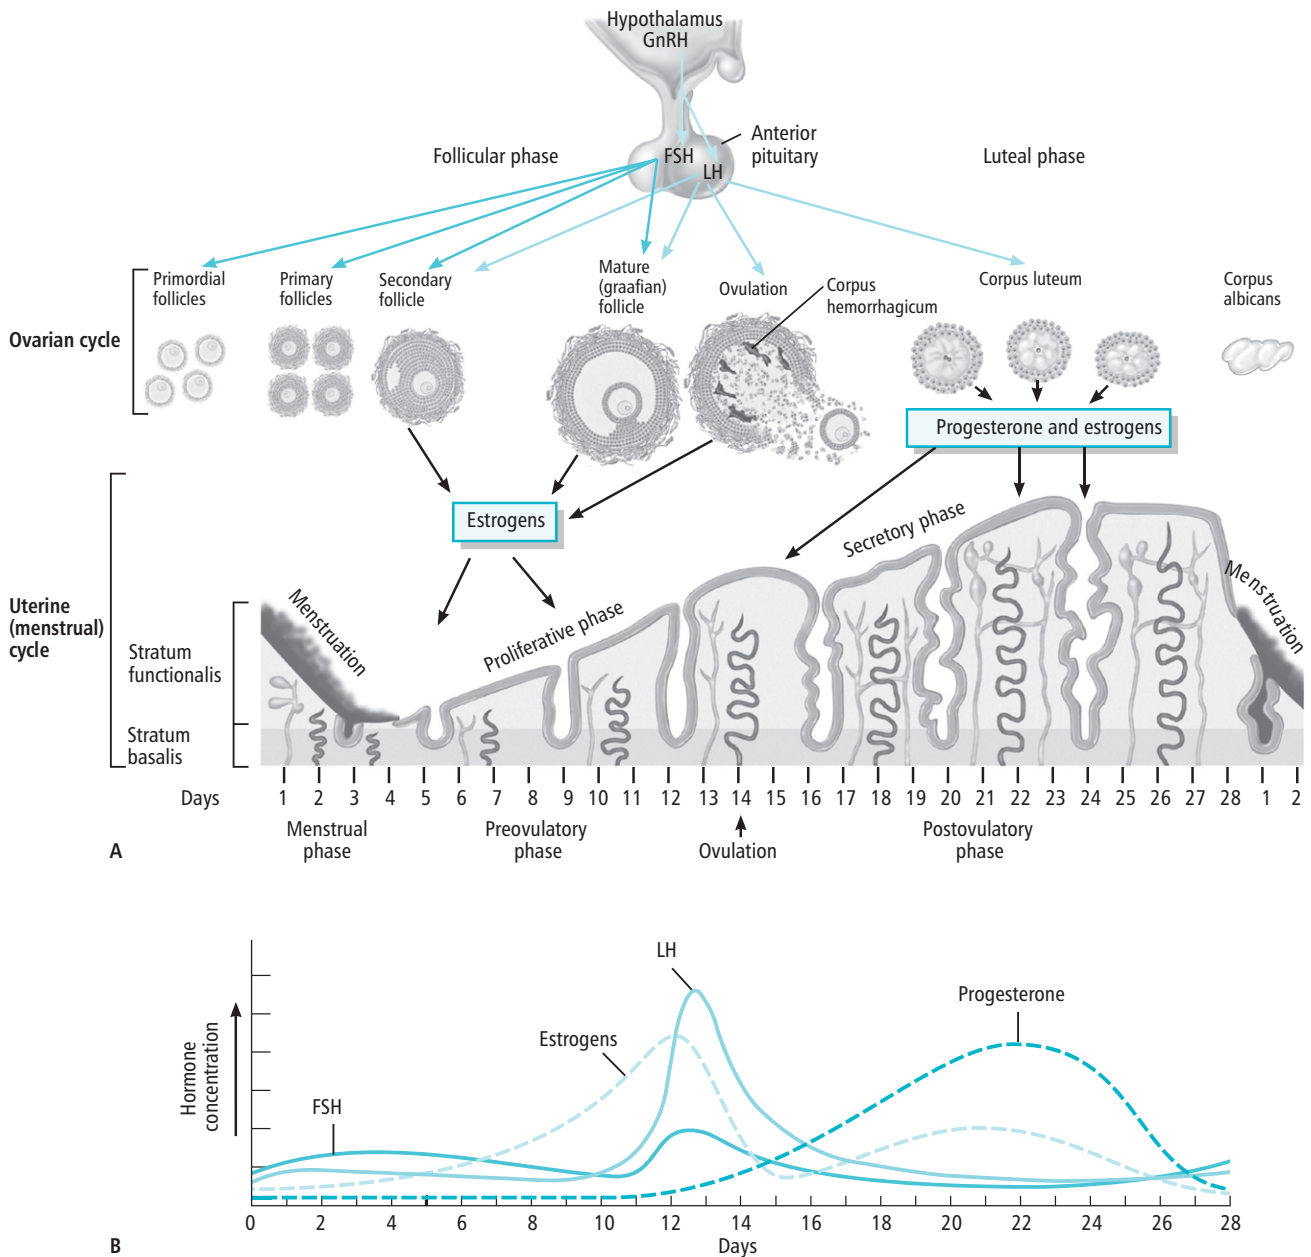 Hypothalamus
GnRH
Anterior
pituitary
FSH
LH
Follicular phase
Luteal phase
Ovarian cycle
Primordial
follicles
Primary
follicles
Secondary
follicle
Mature
(graafian)
follicle
Ovulation
Corpus
hemorrhagicum
Corpus luteum
Corpus
albicans
Progesterone and estrogens
Estrogens
Uterine
(menstrual)
cycle
Stratum
functionalis
Stratum
basalis
Menstruation
Proliferative phase
Secretory phase
Menstruation
Days 1 2 3 4 5 6 7 8 9 10 11 12 13 14 15 16 17 18 19 20 21 22 23 24 25 26 27 28 1 2
Menstrual
phase
Preovulatory
phase
Ovulation
Postovulatory
phase
A
LH
Progesterone
Estrogens
FSH
Hormone
concentration
0 2 4 6 8 10 12 14 16 18 20 22 24 26 28
Days
B